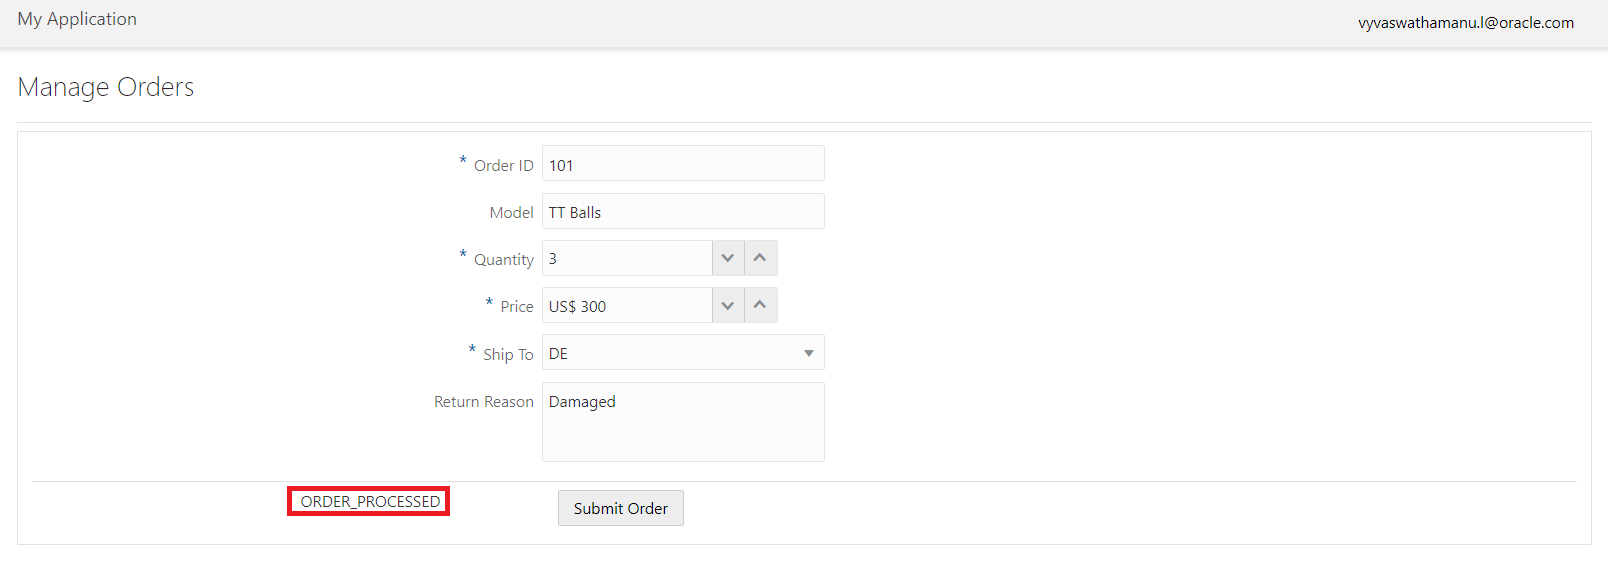 My Application
vyvaswathamanu.l@oracle.com
Manage Orders
* Order ID 101
Model TT Balls
* Quantity 3
* Price US$ 300
* Ship To DE
Return Reason Damaged
ORDER_PROCESSED Submit Order